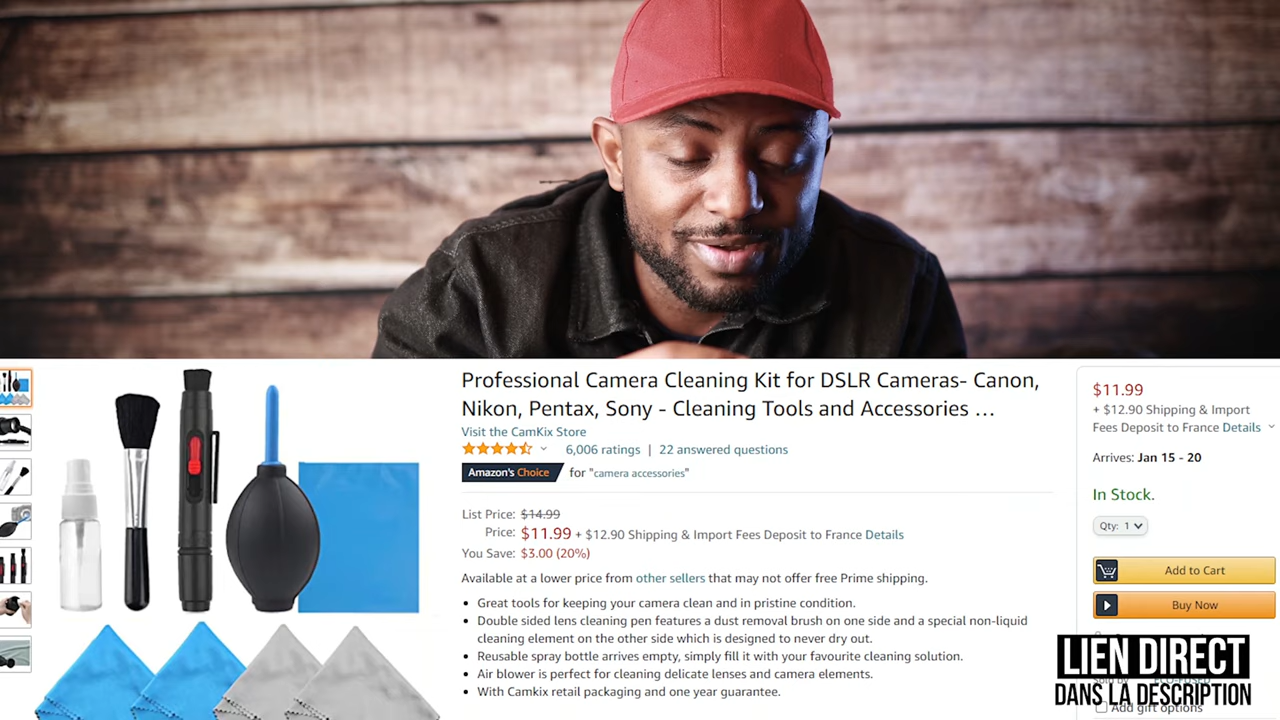 Professional Camera Cleaning Kit for DSLR Cameras- Canon,
Nikon, Pentax, Sony - Cleaning Tools and Accessories ...
Visit the CamKix Store
6,006 ratings | 22 answered questions
Amazon's Choice for "camera accessories"
List Price: $14.99
Price: $11.99 + $12.90 Shipping & Import Fees Deposit to France Details
You Save: $3.00 (20%)
Available at a lower price from other sellers that may not offer free Prime shipping.
Great tools for keeping your camera clean and in pristine condition.
Double sided lens cleaning pen features a dust removal brush on one side and a special non-liquid
cleaning element on the other side which is designed to never dry out.
Reusable spray bottle arrives empty, simply fill it with your favourite cleaning solution.
Air blower is perfect for cleaning delicate lenses and camera elements.
With Camkix retail packaging and one year guarantee.
$11.99
+ $12.90 Shipping & Import
Fees Deposit to France Details
Arrives: Jan 15 - 20
In Stock.
Qty: 1
Add to Cart
Buy Now
LIEN DIRECT
DANS LA DESCRIPTION
Add gift options